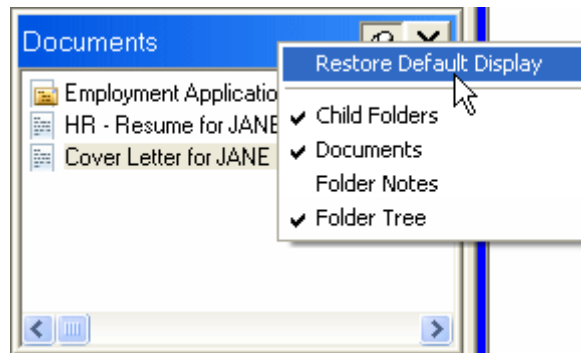 Documents
Restore Default Display
Employment Applicatio
Child Folders
HR - Resume for JANE
Documents
Cover Letter for JANE
Folder Notes
Folder Tree